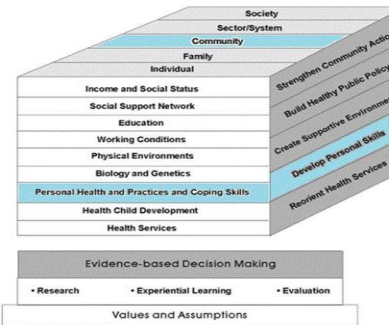 Society
Sector/System
Community
Family
Individual
Income and Social Status
Social Support Network
Education
Working Conditions
Physical Environments
Biology and Genetics
Personal Health and Practices and Coping Skills
Health Child Development
Health Services
Strengthen Community Actio
Build Healthy Public Policy
Create Supportive Environm
Develop Personal Skills
Reorient Health Services
Evidence-based Decision Making
• Research • Experiential Learning • Evaluation
Values and Assumptions